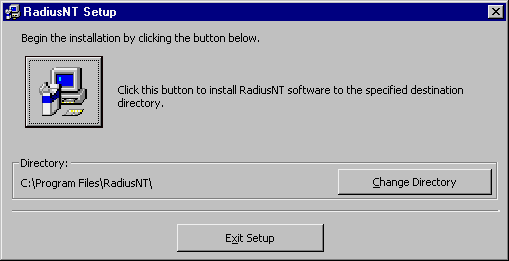 RadiusNT Setup
Begin the installation by clicking the button below.
Click this button to install RadiusNT software to the specified destination
directory.
Directory:
C:\Program Files\RadiusNT\
Change Directory
Exit Setup